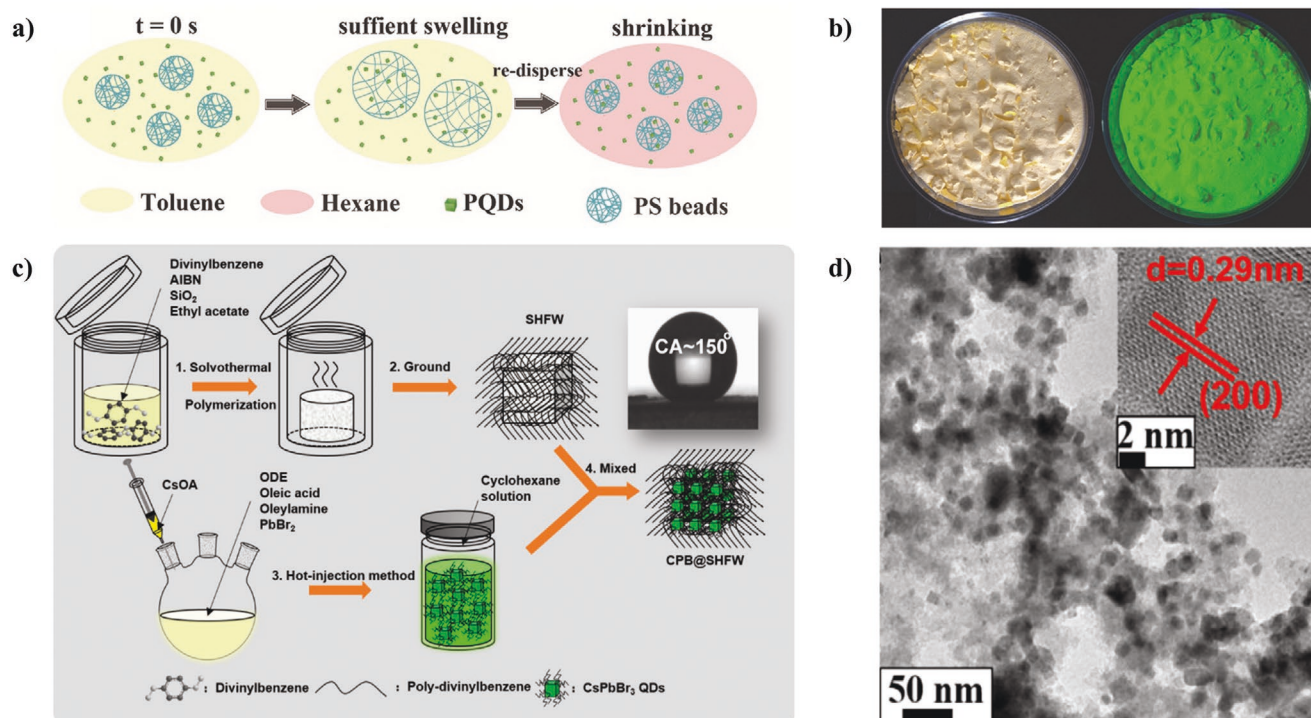 a)
t = 0 s
suffient swelling
shrinking
re-disperse
Toluene
Hexane
PQDs
PS beads
b)
c)
Divinylbenzene
AIBN
SiO₂
Ethyl acetate
1. Solvothermal
Polymerization
2. Ground
SHFW
CA~150°
CsOA
ODE
Oleic acid
Oleylamine
PbBr₂
3. Hot-injection method
Cyclohexane
solution
4. Mixed
CPB@SHFW
: Divinylbenzene
: Poly-divinylbenzene
: CsPbBr₃ QDs
d)
d=0.29nm
(200)
2 nm
50 nm